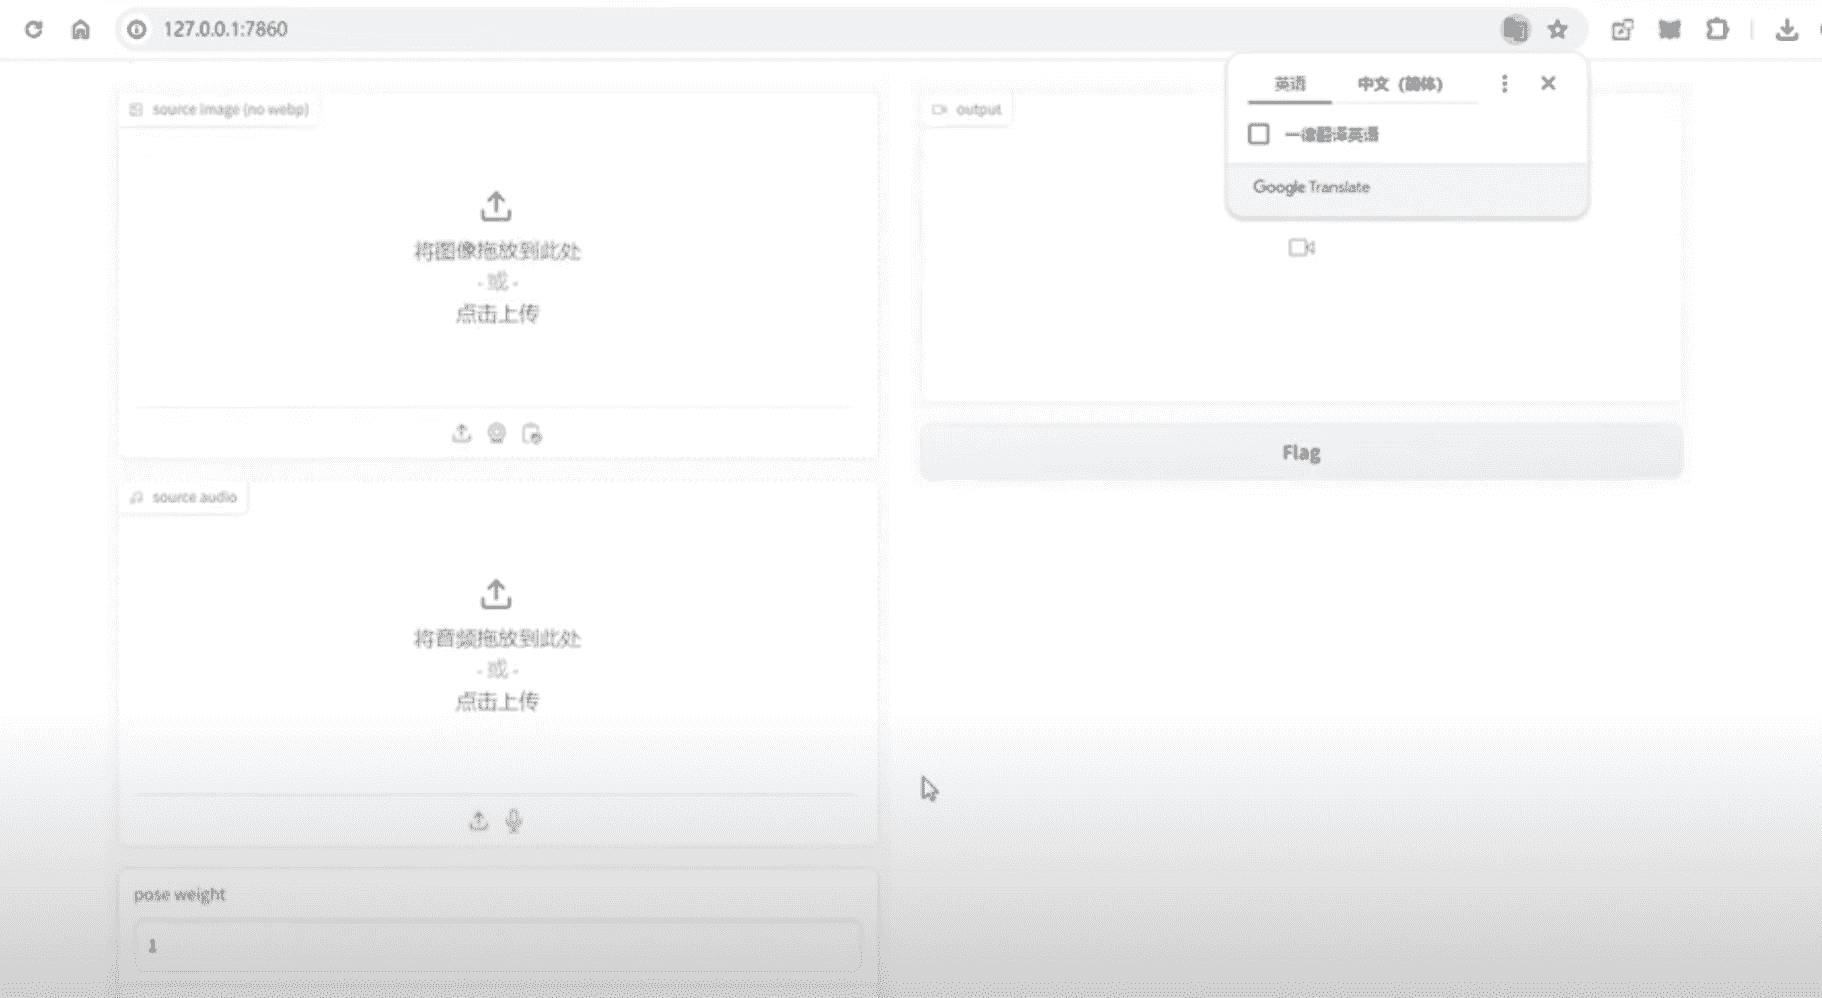 127.0.0.1:7860
英语 中文 (简体)
一律翻译英语
Google Translate
source image (no webp)
将图像拖放到此处
- 或 -
点击上传
output
Flag
source audio
将音频拖放到此处
- 或 -
点击上传
pose weight
1